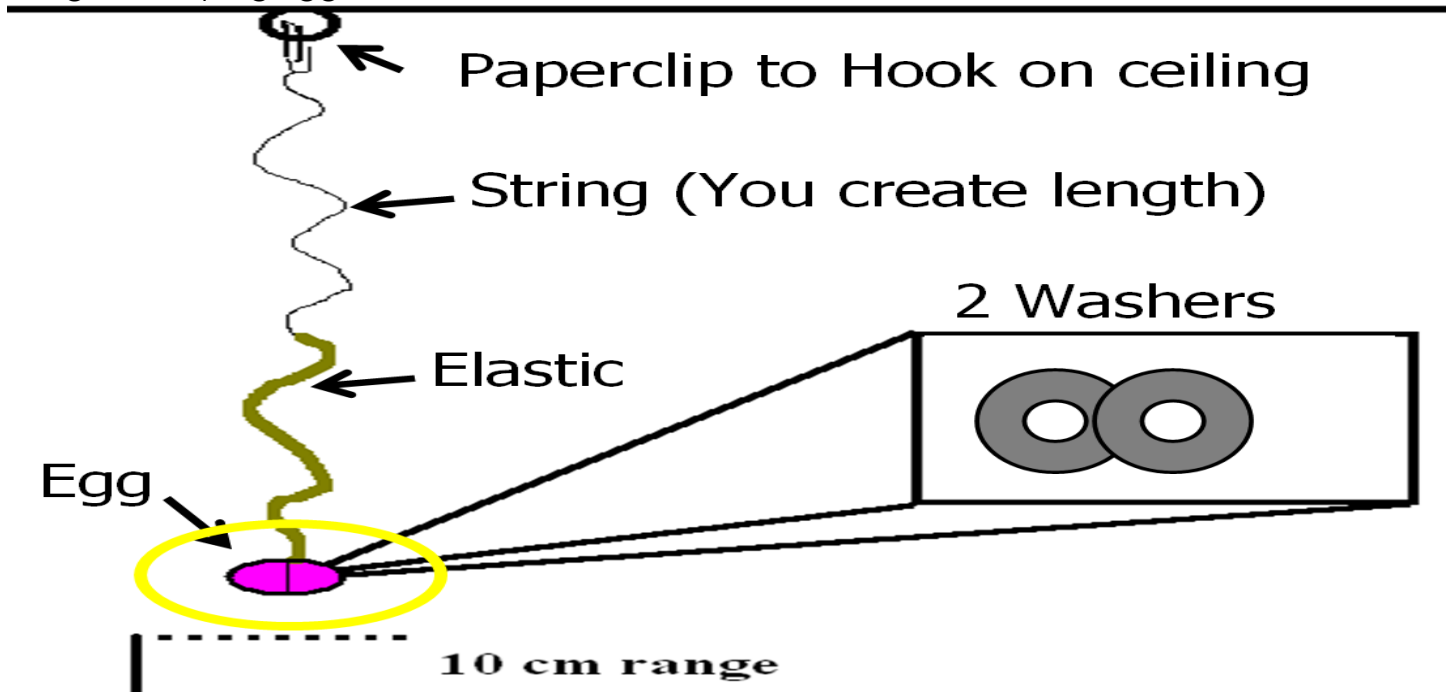 Paperclip to Hook on ceiling
String (You create length)
2 Washers
Elastic
Egg
10 cm range